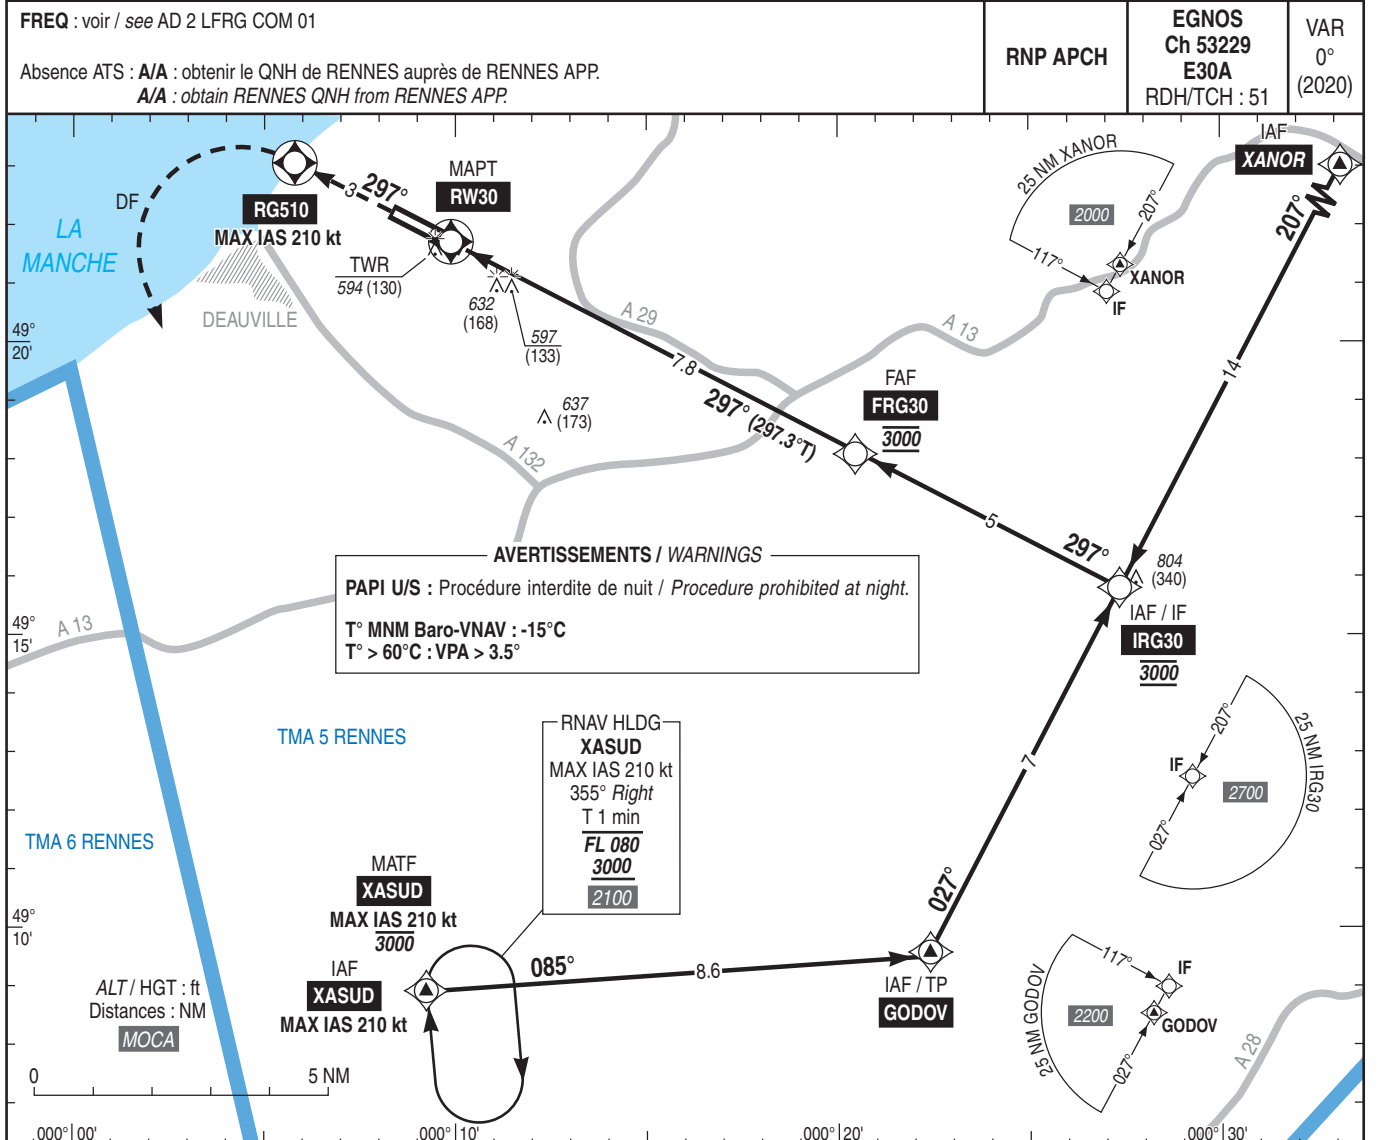 FREQ : voir / see AD 2 LFRG COM 01
Absence ATS : A/A : obtenir le QNH de RENNES auprès de RENNES APP.
A/A : obtain RENNES QNH from RENNES APP.
RNP APCH
EGNOS
Ch 53229
E30A
RDH/TCH : 51
VAR
0°
(2020)
IAF
XANOR
207°
14
25 NM XANOR
2000
207°
117°
XANOR
IF
DF
LA
MANCHE
RG510
MAX IAS 210 kt
3
297°
MAPT
RW30
TWR
594 (130)
632
(168)
597
(133)
637
(173)
DEAUVILLE
A 29
A 13
A 132
7.8
297° (297.3°T)
FAF
FRG30
3000
5
297°
804
(340)
IAF / IF
IRG30
3000
49°
20'
AVERTISSEMENTS / WARNINGS
PAPI U/S : Procédure interdite de nuit / Procedure prohibited at night.
T° MNM Baro-VNAV : -15°C
T° > 60°C : VPA > 3.5°
49°
15'
A 13
TMA 5 RENNES
TMA 6 RENNES
RNAV HLDG
XASUD
MAX IAS 210 kt
355° Right
T 1 min
FL 080
3000
2100
7
207°
IF
027°
2700
25 NM IRG30
MATF
XASUD
MAX IAS 210 kt
3000
IAF
XASUD
MAX IAS 210 kt
085°
8.6
027°
IAF / TP
GODOV
49°
10'
25 NM GODOV
117°
IF
2200
GODOV
027°
A 28
ALT / HGT : ft
Distances : NM
MOCA
0
5 NM
000° 00'
000° 10'
000° 20'
000° 30'